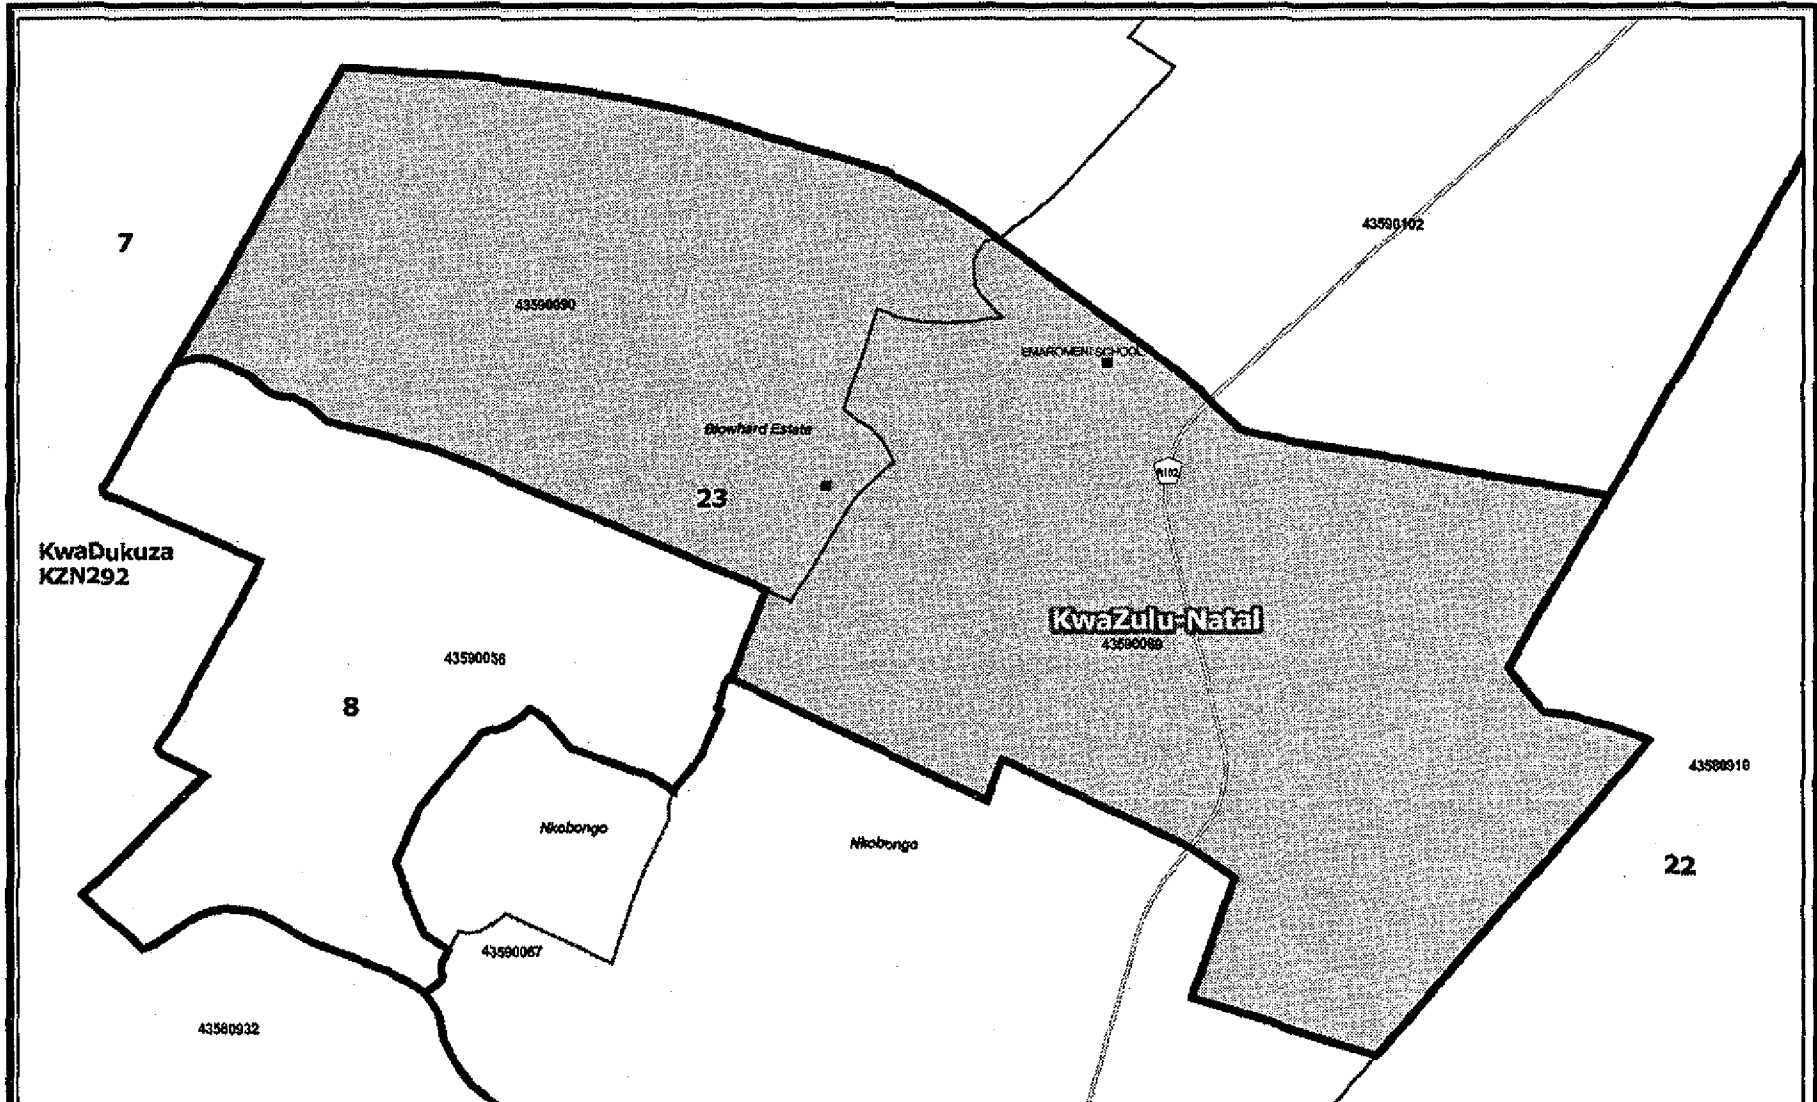 43590102
7
43590090
EMAROMENI SCHOOL
Blowhard Estate
R102
23
KwaDukuza
KZN292
KwaZulu-Natal
43590089
43590056
8
43580910
Nkobongo
Nkobongo
22
43590067
43580932